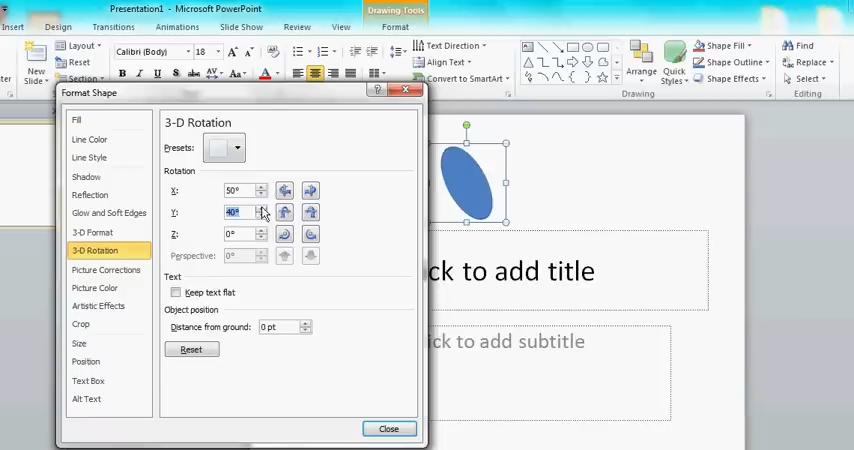 Presentation1 - Microsoft PowerPoint
Drawing Tools
Insert Design Transitions Animations Slide Show Review View Format
Layout
Calibri (Body) 18 A A
Text Direction
Shape Fill
Find
Reset
Align Text
Replace
New
Slide
Section
B I U S Aa A
Convert to SmartArt
Arrange
Quick
Styles
Shape Effects
Select
Drawing
Editing
Format Shape
Fill
Line Color
Line Style
Shadow
Reflection
Glow and Soft Edges
3-D Format
3-D Rotation
Picture Corrections
Picture Color
Artistic Effects
Crop
Size
Position
Text Box
Alt Text
3-D Rotation
Presets:
Rotation
X: 50°
Y: 40°
Z: 0°
Perspective: 0°
Text
Keep text flat
Object position
Distance from ground: 0 pt
Reset
Close
ck to add title
ick to add subtitle